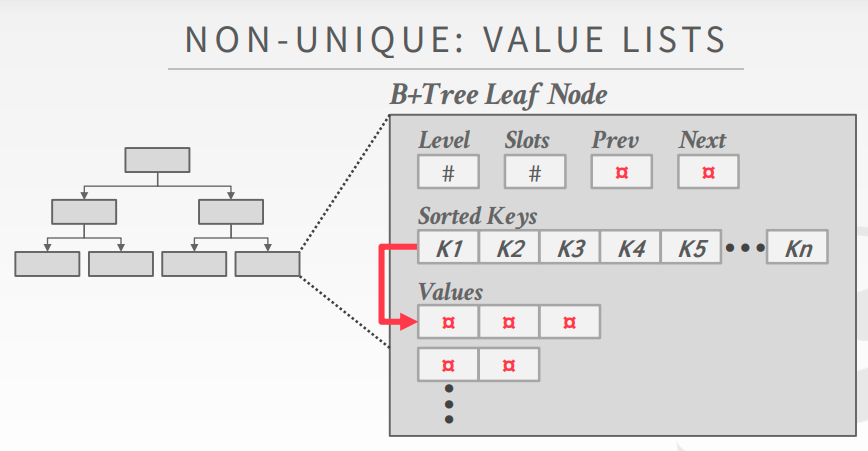 NON-UNIQUE: VALUE LISTS
B+Tree Leaf Node
Level Slots Prev Next
# # ¤ ¤
Sorted Keys
K1 K2 K3 K4 K5 ••• Kn
Values
¤ ¤ ¤
¤ ¤